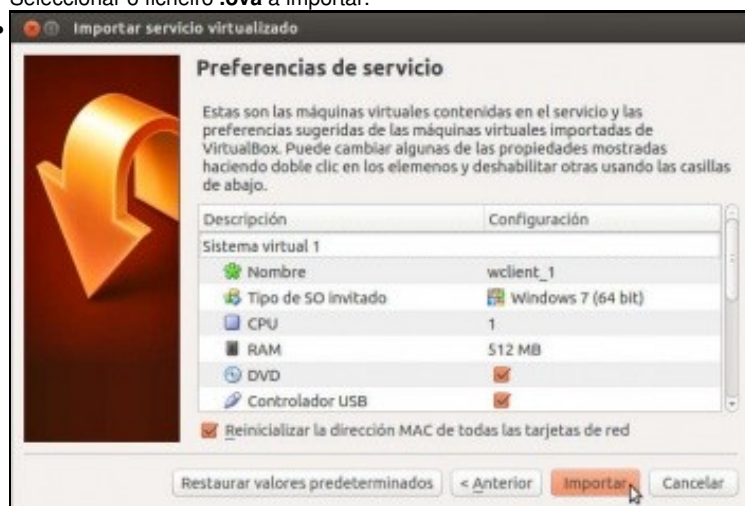 Seleccionar o ficheiro .ova a importar.
Importar servicio virtualizado
Preferencias de servicio
Estas son las máquinas virtuales contenidas en el servicio y las
preferencias sugeridas de las máquinas virtuales importadas de
VirtualBox. Puede cambiar algunas de las propiedades mostradas
haciendo doble clic en los elemenos y deshabilitar otras usando las casillas
de abajo.
Descripción Configuración
Sistema virtual 1
Nombre wclient_1
Tipo de SO invitado Windows 7 (64 bit)
CPU 1
RAM 512 MB
DVD
Controlador USB
Reinicializar la dirección MAC de todas las tarjetas de red
Restaurar valores predeterminados < Anterior Importar Cancelar